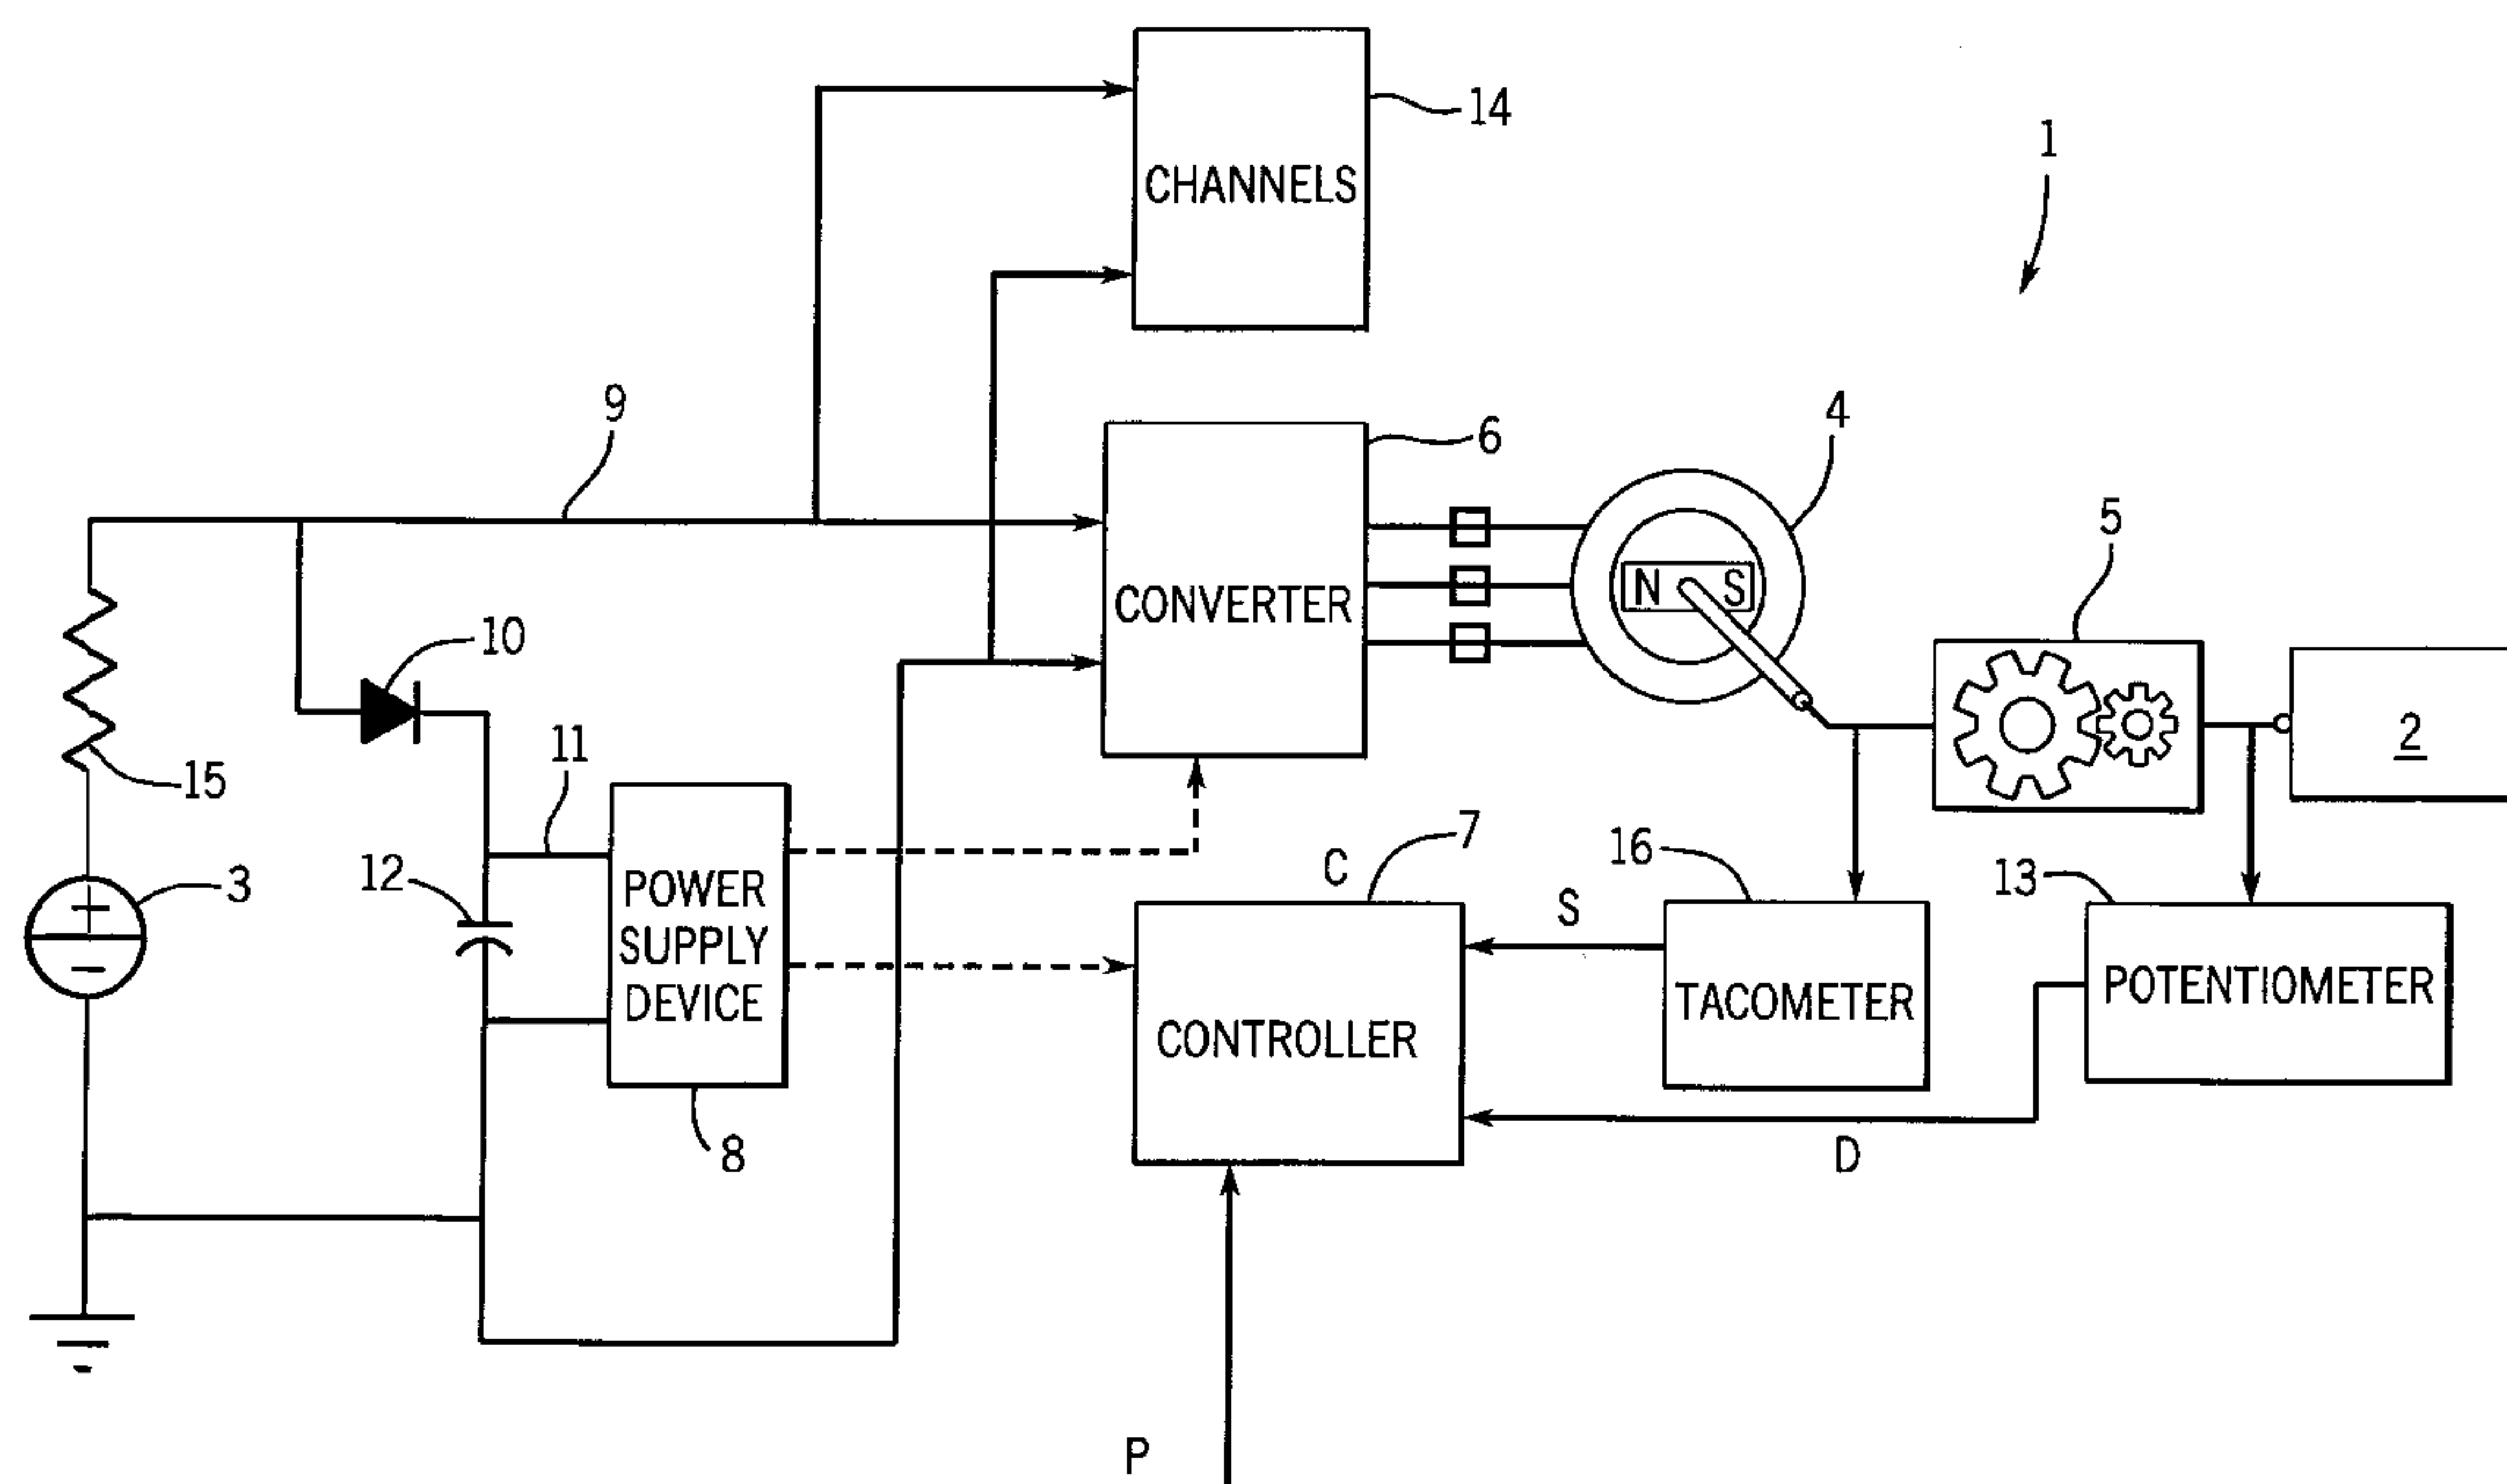 CHANNELS
14
1
9
6
4
5
CONVERTER
N
S
10
15
11
2
3
12
POWER
SUPPLY
DEVICE
8
C
7
CONTROLLER
S
16
TACOMETER
13
POTENTIOMETER
D
P
+
-